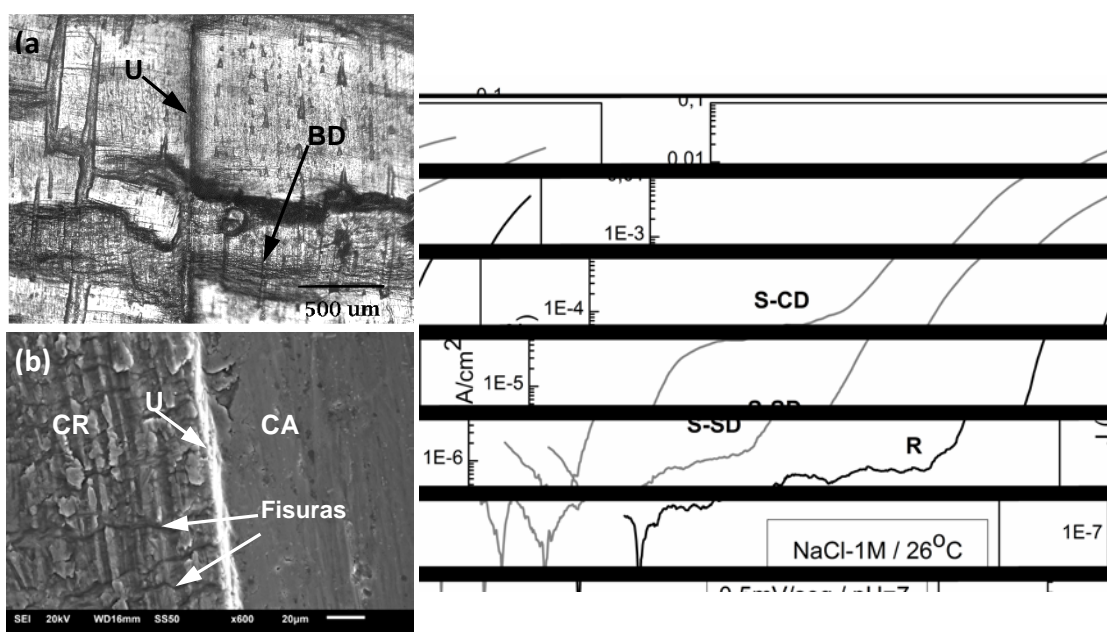 (a
U
BD
500 um
(b)
CR
U
CA
Fisuras
SEI 20kV WD16mm SS50 x600 20μm
0,1
0.01
1E-3
S-CD
1E-4
A/cm²
1E-5
S-SD
R
1E-6
NaCl-1M / 26°C
1E-7